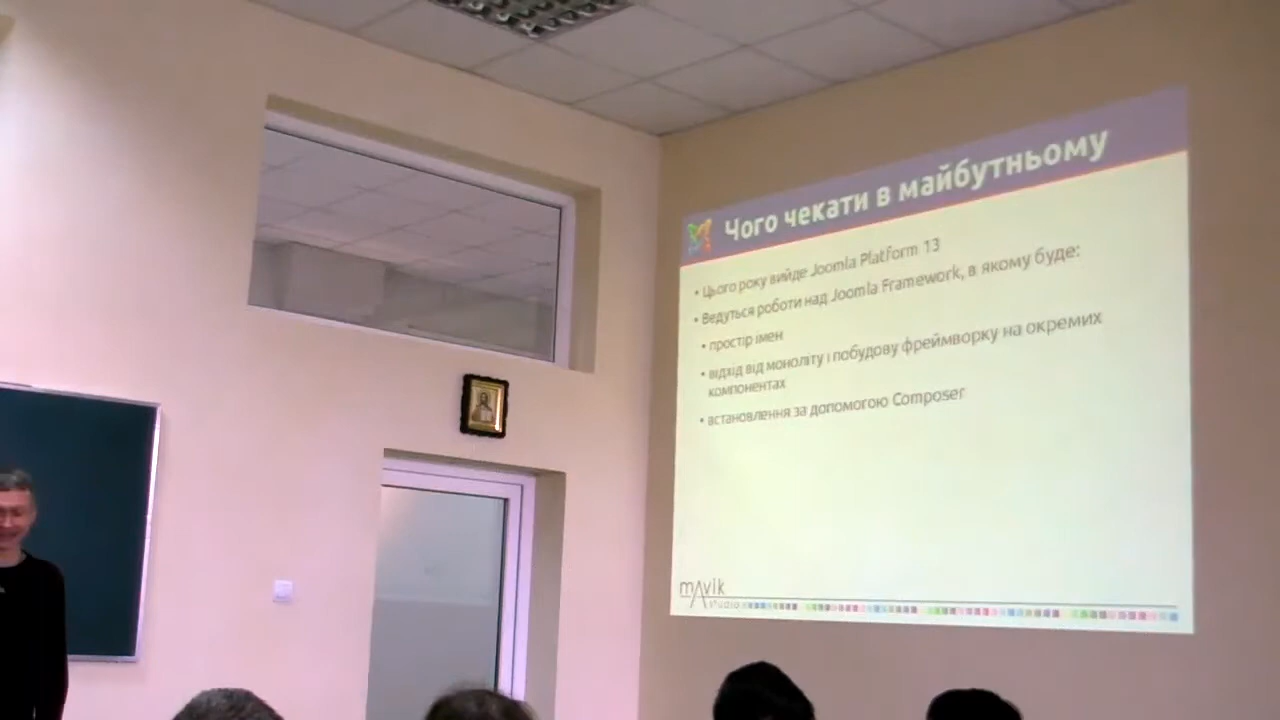 Чого чекати в майбутньому
• Цього року вийде Joomla Platform 13
• Ведуться роботи над Joomla Framework, в якому буде:
• простір імен
• відхід від моноліту і побудову фреймворку на окремих
компонентах
• встановлення за допомогою Composer
mAvik
studio